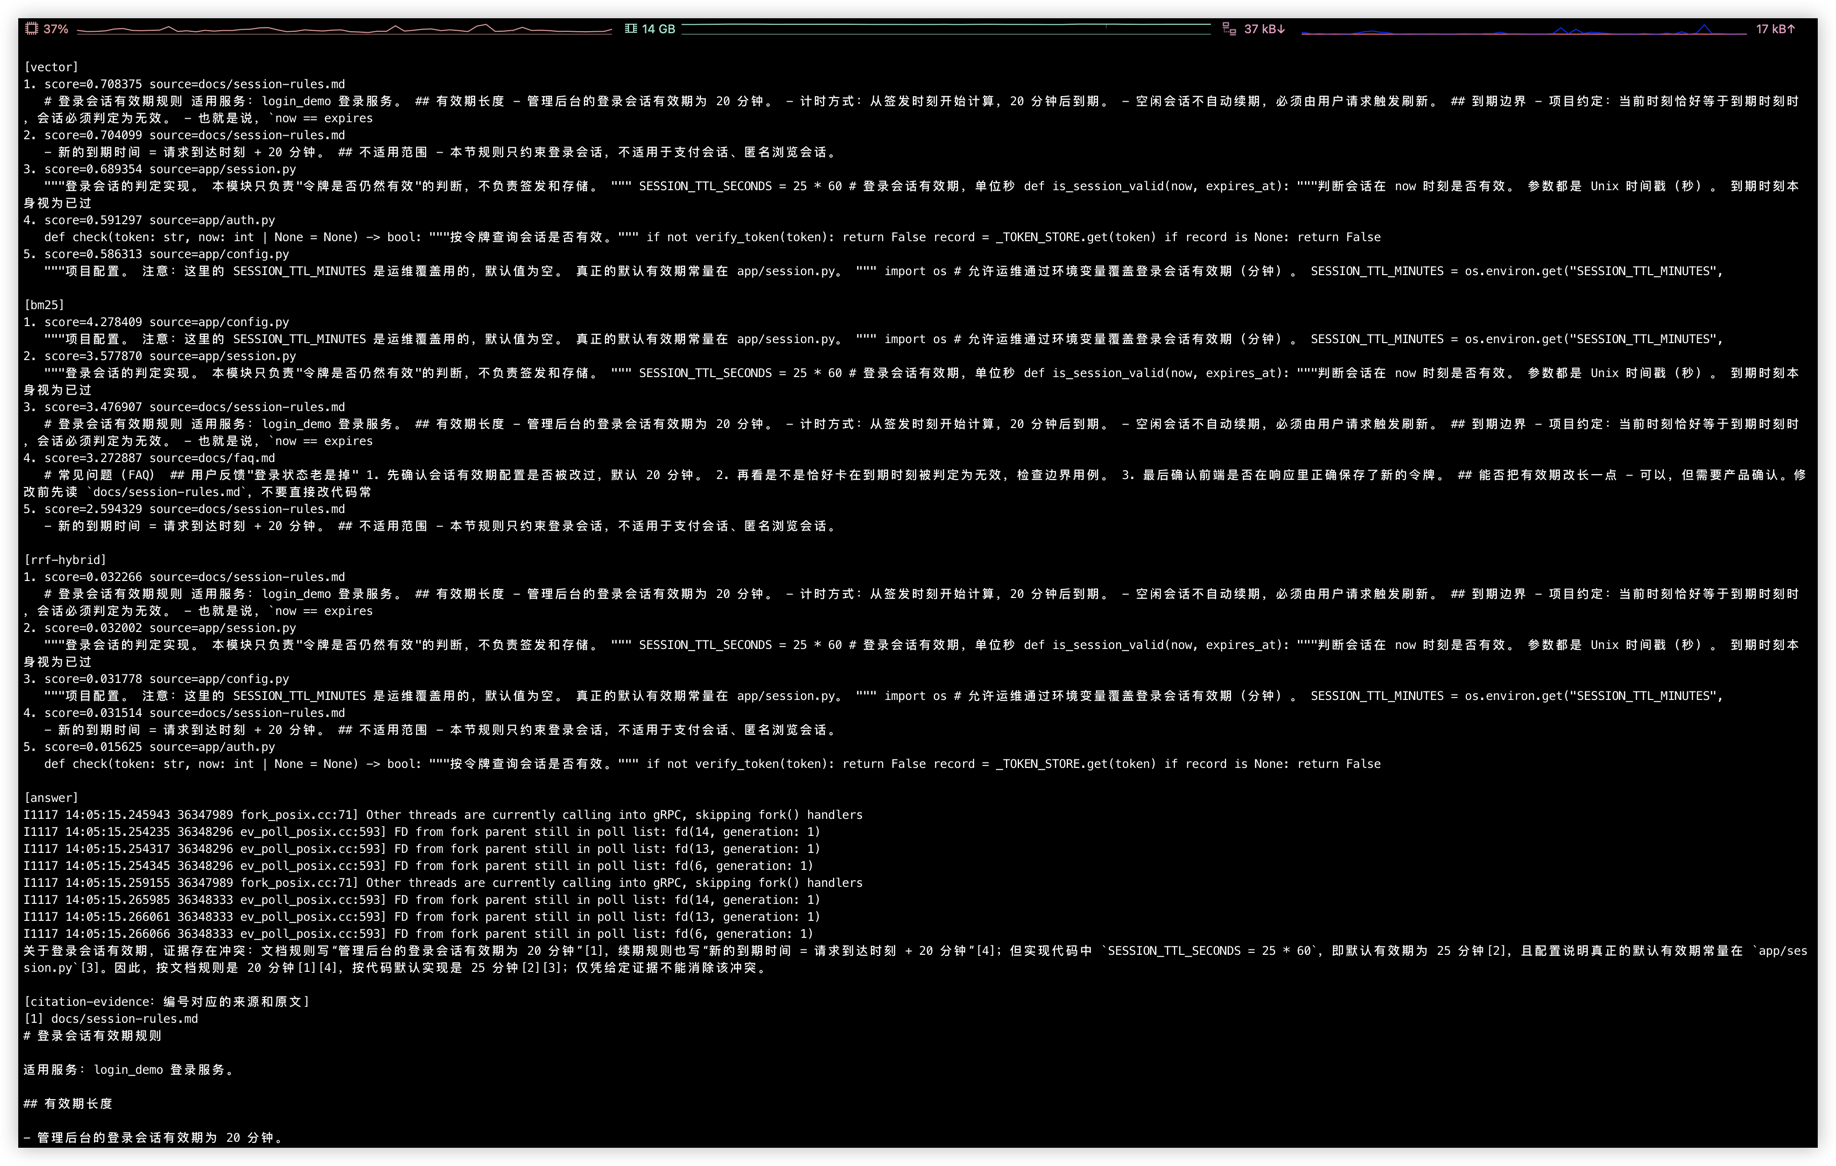 37%
14 GB
37 kB↓
17 kB↑
[vector]
1. score=0.708375 source=docs/session-rules.md
# 登录会话有效期规则 适用服务: login_demo 登录服务。 ## 有效期长度 - 管理后台的登录会话有效期为 20 分钟。 - 计时方式: 从签发时刻开始计算, 20 分钟后到期。 - 空闲会话不自动续期, 必须由用户请求触发刷新。 ## 到期边界 - 项目约定: 当前时刻恰好等于到期时刻时
, 会话必须判定为无效。 - 也就是说, `now == expires
2. score=0.704099 source=docs/session-rules.md
- 新的到期时间 = 请求到达时刻 + 20 分钟。 ## 不适用范围 - 本节规则只约束登录会话, 不适用于支付会话、匿名浏览会话。
3. score=0.689354 source=app/session.py
"""登录会话的判定实现。 本模块只负责"令牌是否仍然有效"的判断, 不负责签发和存储。 """ SESSION_TTL_SECONDS = 25 * 60 # 登录会话有效期, 单位秒 def is_session_valid(now, expires_at): """判断会话在 now 时刻是否有效。 参数都是 Unix 时间戳 (秒) 。 到期时刻本
身视为已过
4. score=0.591297 source=app/auth.py
def check(token: str, now: int | None = None) -> bool: """按令牌查询会话是否有效。""" if not verify_token(token): return False record = _TOKEN_STORE.get(token) if record is None: return False
5. score=0.586313 source=app/config.py
"""项目配置。 注意: 这里的 SESSION_TTL_MINUTES 是运维覆盖用的, 默认值为空。 真正的默认有效期常量在 app/session.py。 """ import os # 允许运维通过环境变量覆盖登录会话有效期 (分钟) 。 SESSION_TTL_MINUTES = os.environ.get("SESSION_TTL_MINUTES",
[bm25]
1. score=4.278409 source=app/config.py
"""项目配置。 注意: 这里的 SESSION_TTL_MINUTES 是运维覆盖用的, 默认值为空。 真正的默认有效期常量在 app/session.py。 """ import os # 允许运维通过环境变量覆盖登录会话有效期 (分钟) 。 SESSION_TTL_MINUTES = os.environ.get("SESSION_TTL_MINUTES",
2. score=3.577870 source=app/session.py
"""登录会话的判定实现。 本模块只负责"令牌是否仍然有效"的判断, 不负责签发和存储。 """ SESSION_TTL_SECONDS = 25 * 60 # 登录会话有效期, 单位秒 def is_session_valid(now, expires_at): """判断会话在 now 时刻是否有效。 参数都是 Unix 时间戳 (秒) 。 到期时刻本
身视为已过
3. score=3.476907 source=docs/session-rules.md
# 登录会话有效期规则 适用服务: login_demo 登录服务。 ## 有效期长度 - 管理后台的登录会话有效期为 20 分钟。 - 计时方式: 从签发时刻开始计算, 20 分钟后到期。 - 空闲会话不自动续期, 必须由用户请求触发刷新。 ## 到期边界 - 项目约定: 当前时刻恰好等于到期时刻时
, 会话必须判定为无效。 - 也就是说, `now == expires
4. score=3.272887 source=docs/faq.md
# 常见问题 (FAQ) ## 用户反馈"登录状态老是掉" 1. 先确认会话有效期配置是否被改过, 默认 20 分钟。 2. 再看是不是恰好卡在到期时刻被判定为无效, 检查边界用例。 3. 最后确认前端是否在响应里正确保存了新的令牌。 ## 能否把有效期改长一点 - 可以, 但需要产品确认。修
改前先读 `docs/session-rules.md`, 不要直接改代码常
5. score=2.594329 source=docs/session-rules.md
- 新的到期时间 = 请求到达时刻 + 20 分钟。 ## 不适用范围 - 本节规则只约束登录会话, 不适用于支付会话、匿名浏览会话。
[rrf-hybrid]
1. score=0.032266 source=docs/session-rules.md
# 登录会话有效期规则 适用服务: login_demo 登录服务。 ## 有效期长度 - 管理后台的登录会话有效期为 20 分钟。 - 计时方式: 从签发时刻开始计算, 20 分钟后到期。 - 空闲会话不自动续期, 必须由用户请求触发刷新。 ## 到期边界 - 项目约定: 当前时刻恰好等于到期时刻时
, 会话必须判定为无效。 - 也就是说, `now == expires
2. score=0.032002 source=app/session.py
"""登录会话的判定实现。 本模块只负责"令牌是否仍然有效"的判断, 不负责签发和存储。 """ SESSION_TTL_SECONDS = 25 * 60 # 登录会话有效期, 单位秒 def is_session_valid(now, expires_at): """判断会话在 now 时刻是否有效。 参数都是 Unix 时间戳 (秒) 。 到期时刻本
身视为已过
3. score=0.031778 source=app/config.py
"""项目配置。 注意: 这里的 SESSION_TTL_MINUTES 是运维覆盖用的, 默认值为空。 真正的默认有效期常量在 app/session.py。 """ import os # 允许运维通过环境变量覆盖登录会话有效期 (分钟) 。 SESSION_TTL_MINUTES = os.environ.get("SESSION_TTL_MINUTES",
4. score=0.031514 source=docs/session-rules.md
- 新的到期时间 = 请求到达时刻 + 20 分钟。 ## 不适用范围 - 本节规则只约束登录会话, 不适用于支付会话、匿名浏览会话。
5. score=0.015625 source=app/auth.py
def check(token: str, now: int | None = None) -> bool: """按令牌查询会话是否有效。""" if not verify_token(token): return False record = _TOKEN_STORE.get(token) if record is None: return False
[answer]
I1117 14:05:15.245943 36347989 fork_posix.cc:71] Other threads are currently calling into gRPC, skipping fork() handlers
I1117 14:05:15.254235 36348296 ev_poll_posix.cc:593] FD from fork parent still in poll list: fd(14, generation: 1)
I1117 14:05:15.254317 36348296 ev_poll_posix.cc:593] FD from fork parent still in poll list: fd(13, generation: 1)
I1117 14:05:15.254345 36348296 ev_poll_posix.cc:593] FD from fork parent still in poll list: fd(6, generation: 1)
I1117 14:05:15.259155 36347989 fork_posix.cc:71] Other threads are currently calling into gRPC, skipping fork() handlers
I1117 14:05:15.265985 36348333 ev_poll_posix.cc:593] FD from fork parent still in poll list: fd(14, generation: 1)
I1117 14:05:15.266061 36348333 ev_poll_posix.cc:593] FD from fork parent still in poll list: fd(13, generation: 1)
I1117 14:05:15.266066 36348333 ev_poll_posix.cc:593] FD from fork parent still in poll list: fd(6, generation: 1)
关于登录会话有效期, 证据存在冲突: 文档规则写“管理后台的登录会话有效期为 20 分钟”[1], 续期规则也写“新的到期时间 = 请求到达时刻 + 20 分钟”[4]; 但实现代码中 `SESSION_TTL_SECONDS = 25 * 60`, 即默认有效期为 25 分钟[2], 且配置说明真正的默认有效期常量在 `app/ses
sion.py`[3]。因此, 按文档规则是 20 分钟[1][4], 按代码默认实现是 25 分钟[2][3]; 仅凭给定证据不能消除该冲突。
[citation-evidence: 编号对应的来源和原文]
[1] docs/session-rules.md
# 登录会话有效期规则
适用服务: login_demo 登录服务。
## 有效期长度
- 管理后台的登录会话有效期为 20 分钟。